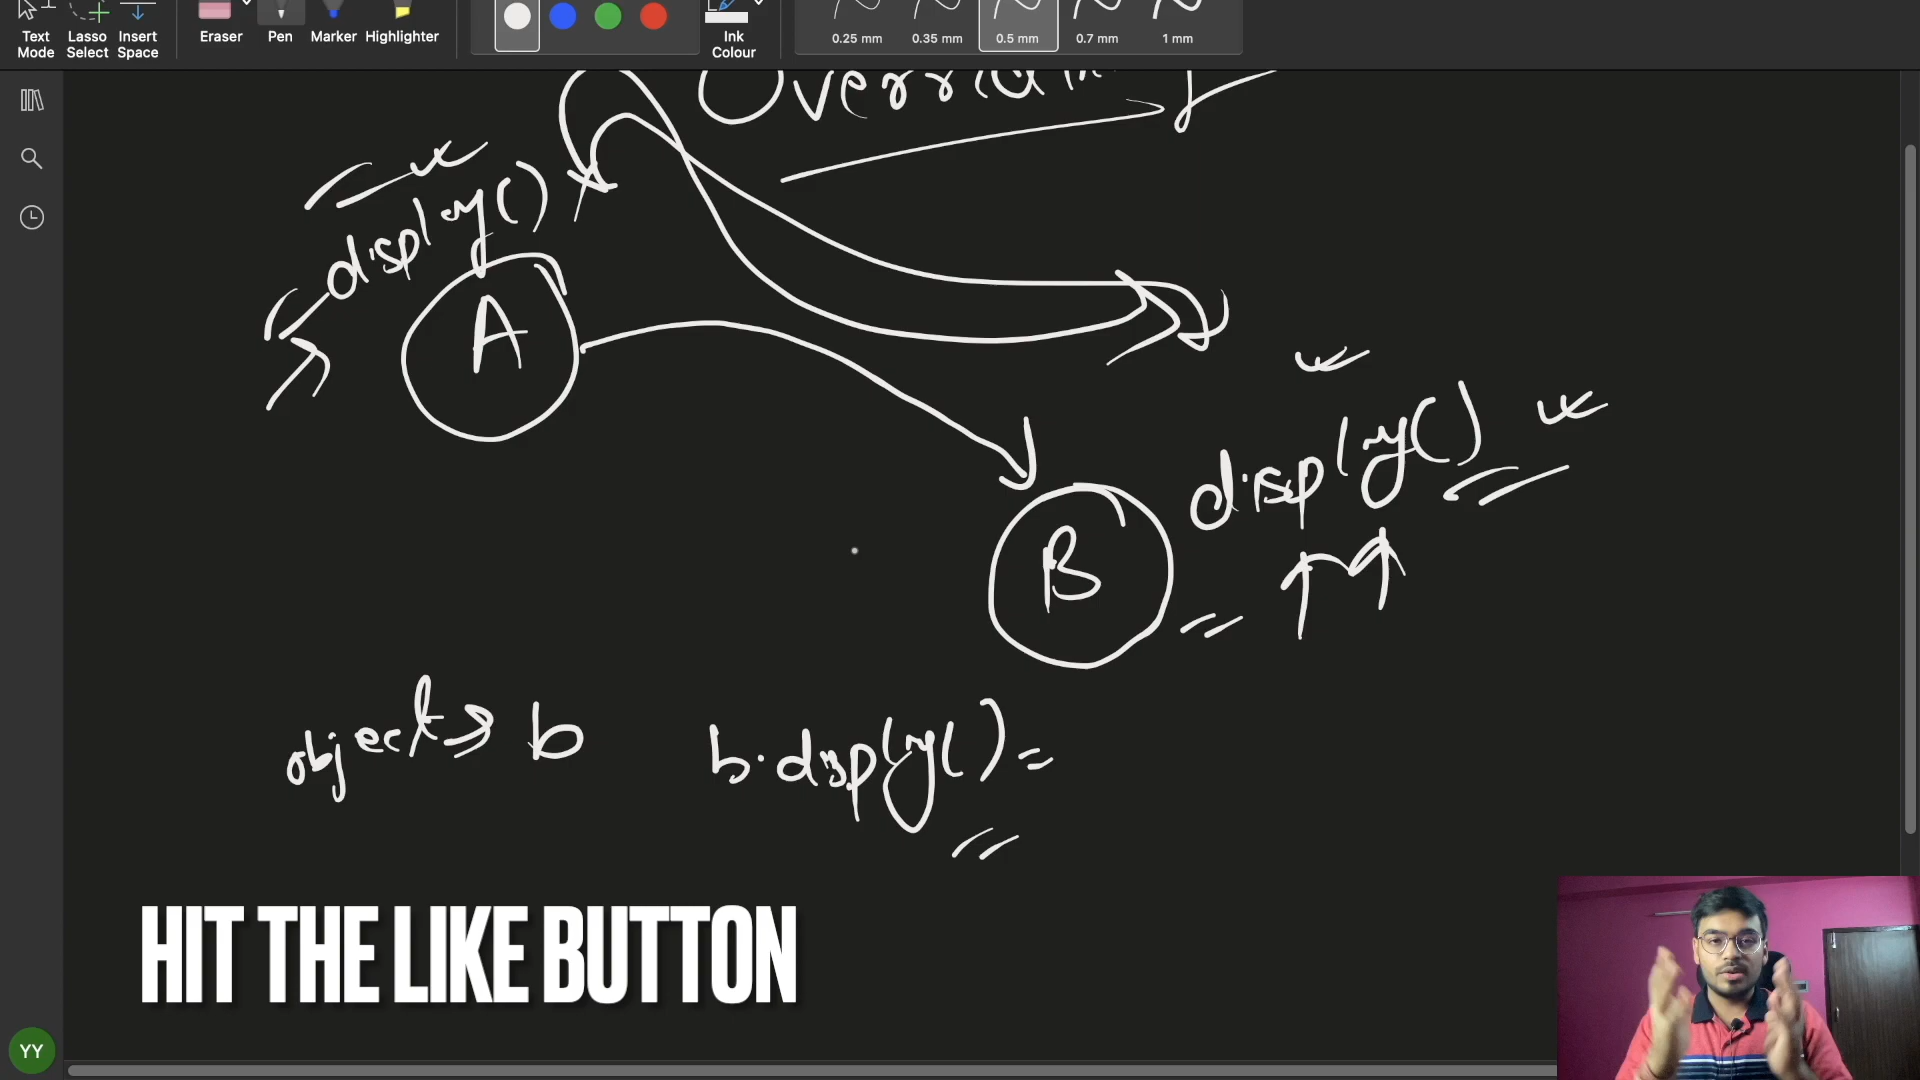 Text Mode
Lasso Select
Insert Space
Eraser
Pen
Marker
Highlighter
Ink Colour
0.25 mm
0.35 mm
0.5 mm
0.7 mm
1 mm
display()
A
display()
B
object → b
b.display() =
HIT THE LIKE BUTTON
YY